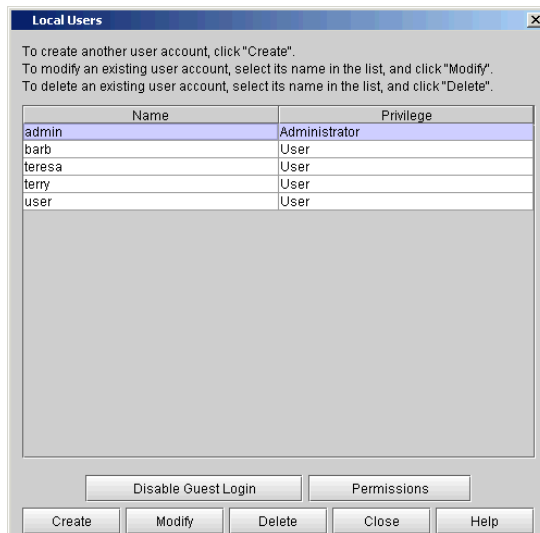 Local Users
To create another user account, click "Create".
To modify an existing user account, select its name in the list, and click "Modify".
To delete an existing user account, select its name in the list, and click "Delete".
Name Privilege
admin Administrator
barb User
teresa User
terry User
user User
Disable Guest Login Permissions
Create Modify Delete Close Help